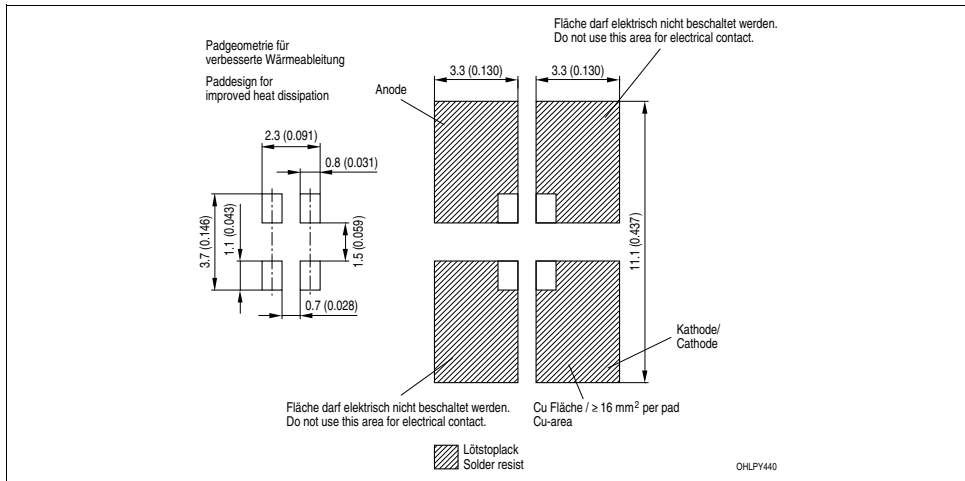 Padgeometrie für
verbesserte Wärmeableitung
Paddesign for
improved heat dissipation
Fläche darf elektrisch nicht beschaltet werden.
Do not use this area for electrical contact.
3.3 (0.130)
3.3 (0.130)
Anode
2.3 (0.091)
0.8 (0.031)
3.7 (0.146)
1.1 (0.043)
1.5 (0.059)
0.7 (0.028)
11.1 (0.437)
Kathode/
Cathode
Fläche darf elektrisch nicht beschaltet werden.
Do not use this area for electrical contact.
Cu Fläche / ≥ 16 mm² per pad
Cu-area
Lötstoplack
Solder resist
OHLPY440